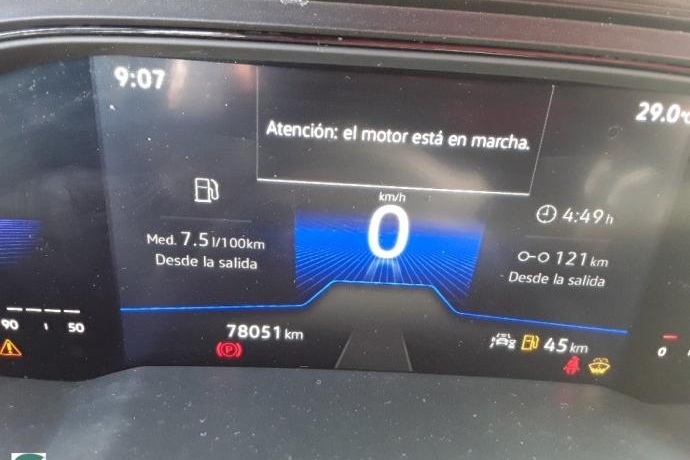 9:07
29.0°C
Atención: el motor está en marcha.
km/h
0
4:49 h
Med. 7.5 l/100km
Desde la salida
121 km
Desde la salida
90 50
78051 km
45 km
P
0